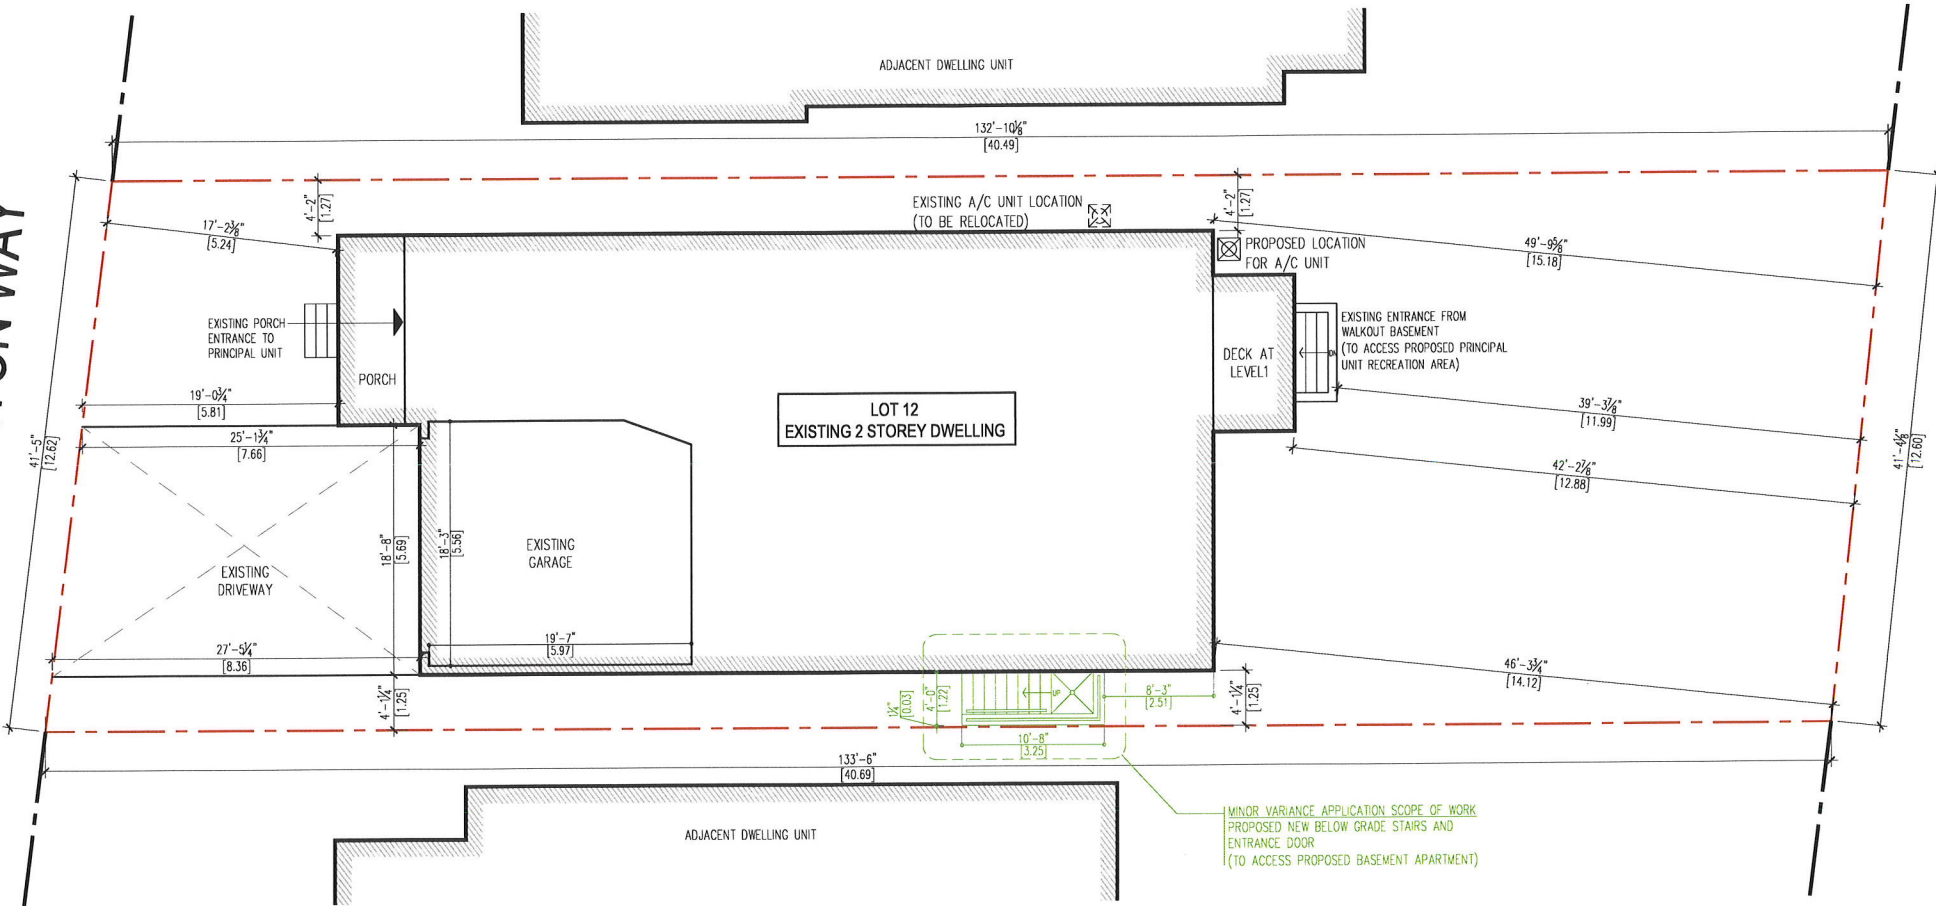 ADJACENT DWELLING UNIT
132'-10⅛"
[40.49]
4'-2"
[1.27]
EXISTING A/C UNIT LOCATION
(TO BE RELOCATED)
4'-2"
[1.27]
17'-2⅜"
[5.24]
PROPOSED LOCATION
FOR A/C UNIT
49'-9⅝"
[15.18]
EXISTING PORCH
ENTRANCE TO
PRINCIPAL UNIT
PORCH
DECK AT
LEVEL1
DN
EXISTING ENTRANCE FROM
WALKOUT BASEMENT
(TO ACCESS PROPOSED PRINCIPAL
UNIT RECREATION AREA)
19'-0¾"
[5.81]
LOT 12
EXISTING 2 STOREY DWELLING
39'-3⅞"
[11.99]
41'-5"
[12.62]
25'-1¾"
[7.66]
42'-2⅞"
[12.88]
41'-4⅛"
[12.60]
18'-8"
[5.69]
18'-3"
[5.56]
EXISTING
GARAGE
EXISTING
DRIVEWAY
27'-5¼"
[8.36]
19'-7"
[5.97]
46'-3¾"
[14.12]
4'-1¼"
[1.25]
1¼"
[0.03]
4'-0"
[1.22]
UP
8'-3"
[2.51]
4'-1¼"
[1.25]
10'-8"
[3.25]
133'-6"
[40.69]
ADJACENT DWELLING UNIT
MINOR VARIANCE APPLICATION SCOPE OF WORK
PROPOSED NEW BELOW GRADE STAIRS AND
ENTRANCE DOOR
(TO ACCESS PROPOSED BASEMENT APARTMENT)
WAY